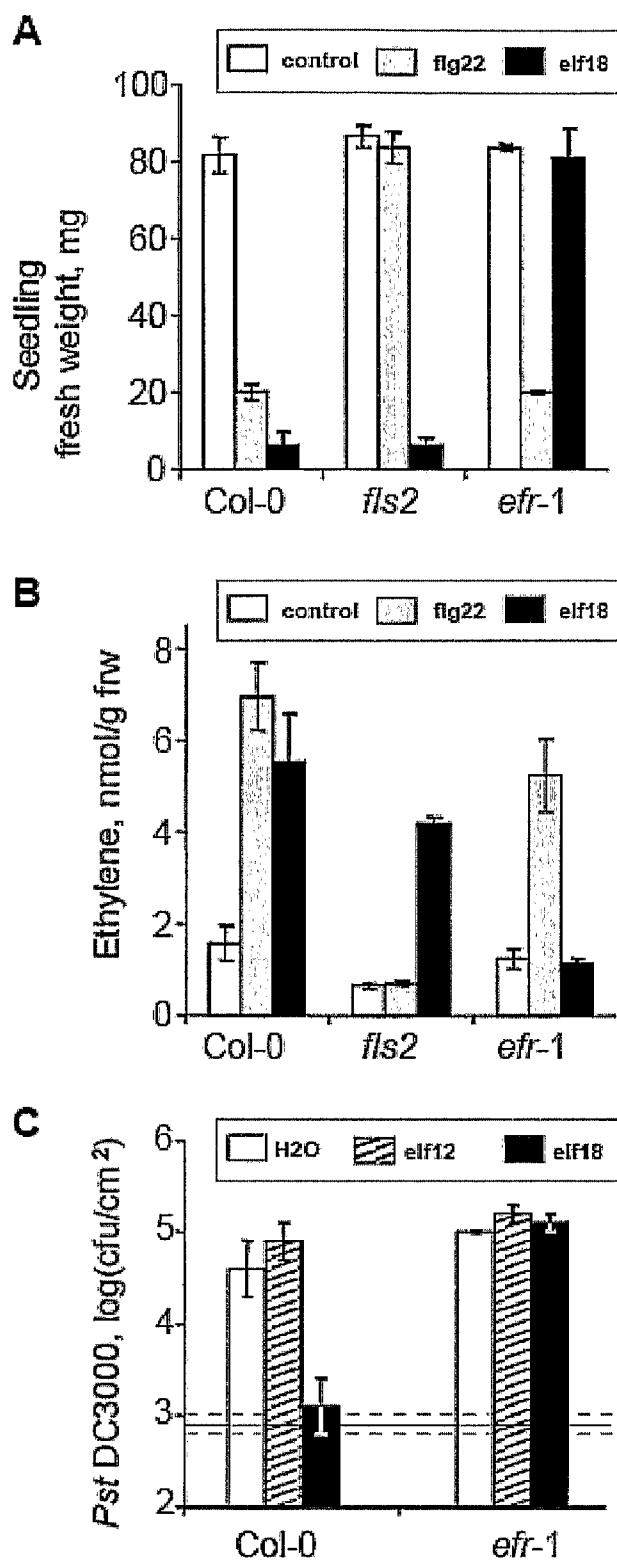 A
control flg22 elf18
100
80
60
40
20
0
Seedling
fresh weight, mg
Col-0 fls2 efr-1
B
control flg22 elf18
8
6
4
2
0
Ethylene, nmol/g frw
Col-0 fls2 efr-1
C
H2O elf12 elf18
6
5
4
3
2
Pst DC3000, log(cfu/cm²)
Col-0 efr-1